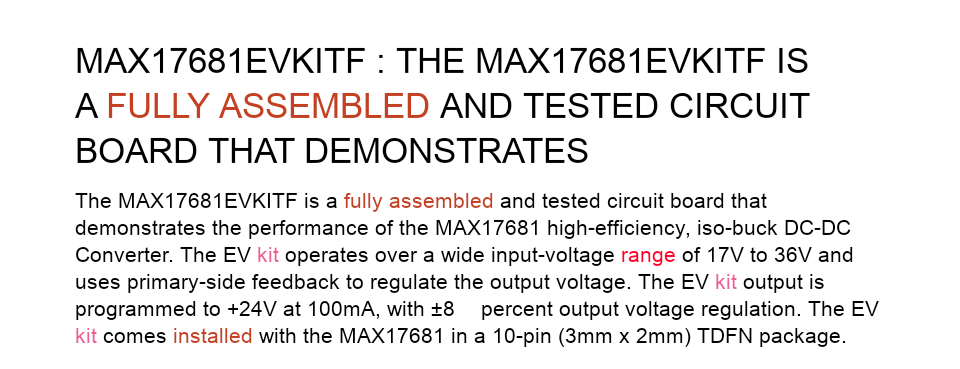 MAX17681EVKITF : THE MAX17681EVKITF IS
A FULLY ASSEMBLED AND TESTED CIRCUIT
BOARD THAT DEMONSTRATES
The MAX17681EVKITF is a fully assembled and tested circuit board that
demonstrates the performance of the MAX17681 high-efficiency, iso-buck DC-DC
Converter. The EV kit operates over a wide input-voltage range of 17V to 36V and
uses primary-side feedback to regulate the output voltage. The EV kit output is
programmed to +24V at 100mA, with ±8 percent output voltage regulation. The EV
kit comes installed with the MAX17681 in a 10-pin (3mm x 2mm) TDFN package.